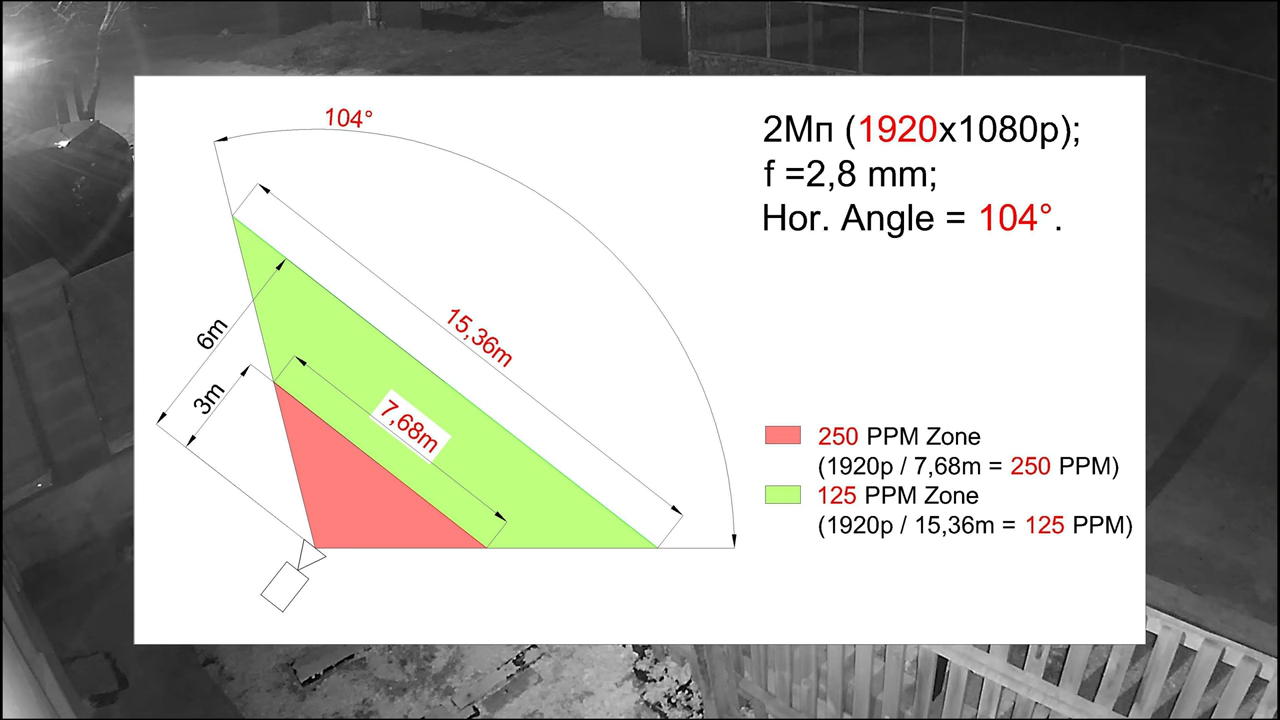 104°
2Мп (1920x1080p);
f =2,8 mm;
Hor. Angle = 104°.
6m
15,36m
3m
7,68m
250 PPM Zone
(1920p / 7,68m = 250 PPM)
125 PPM Zone
(1920p / 15,36m = 125 PPM)